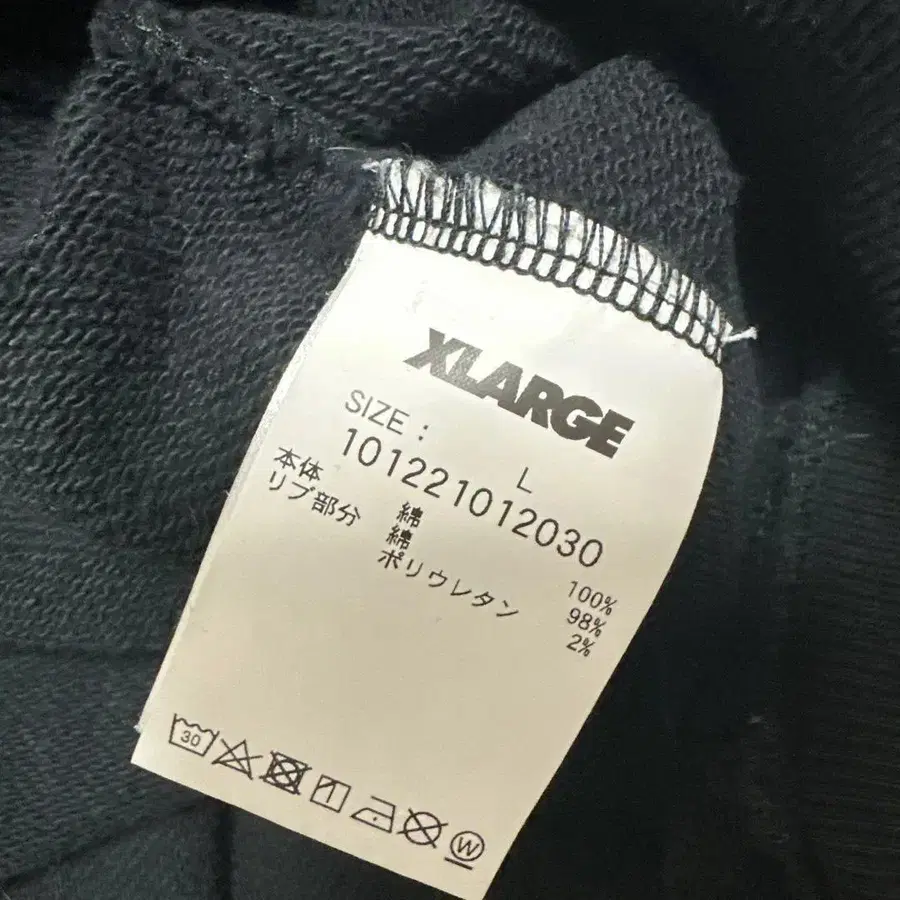 XLARGE
SIZE : L
101221012030
本体 綿 100%
リブ部分 綿 98%
ポリウレタン 2%
30
W